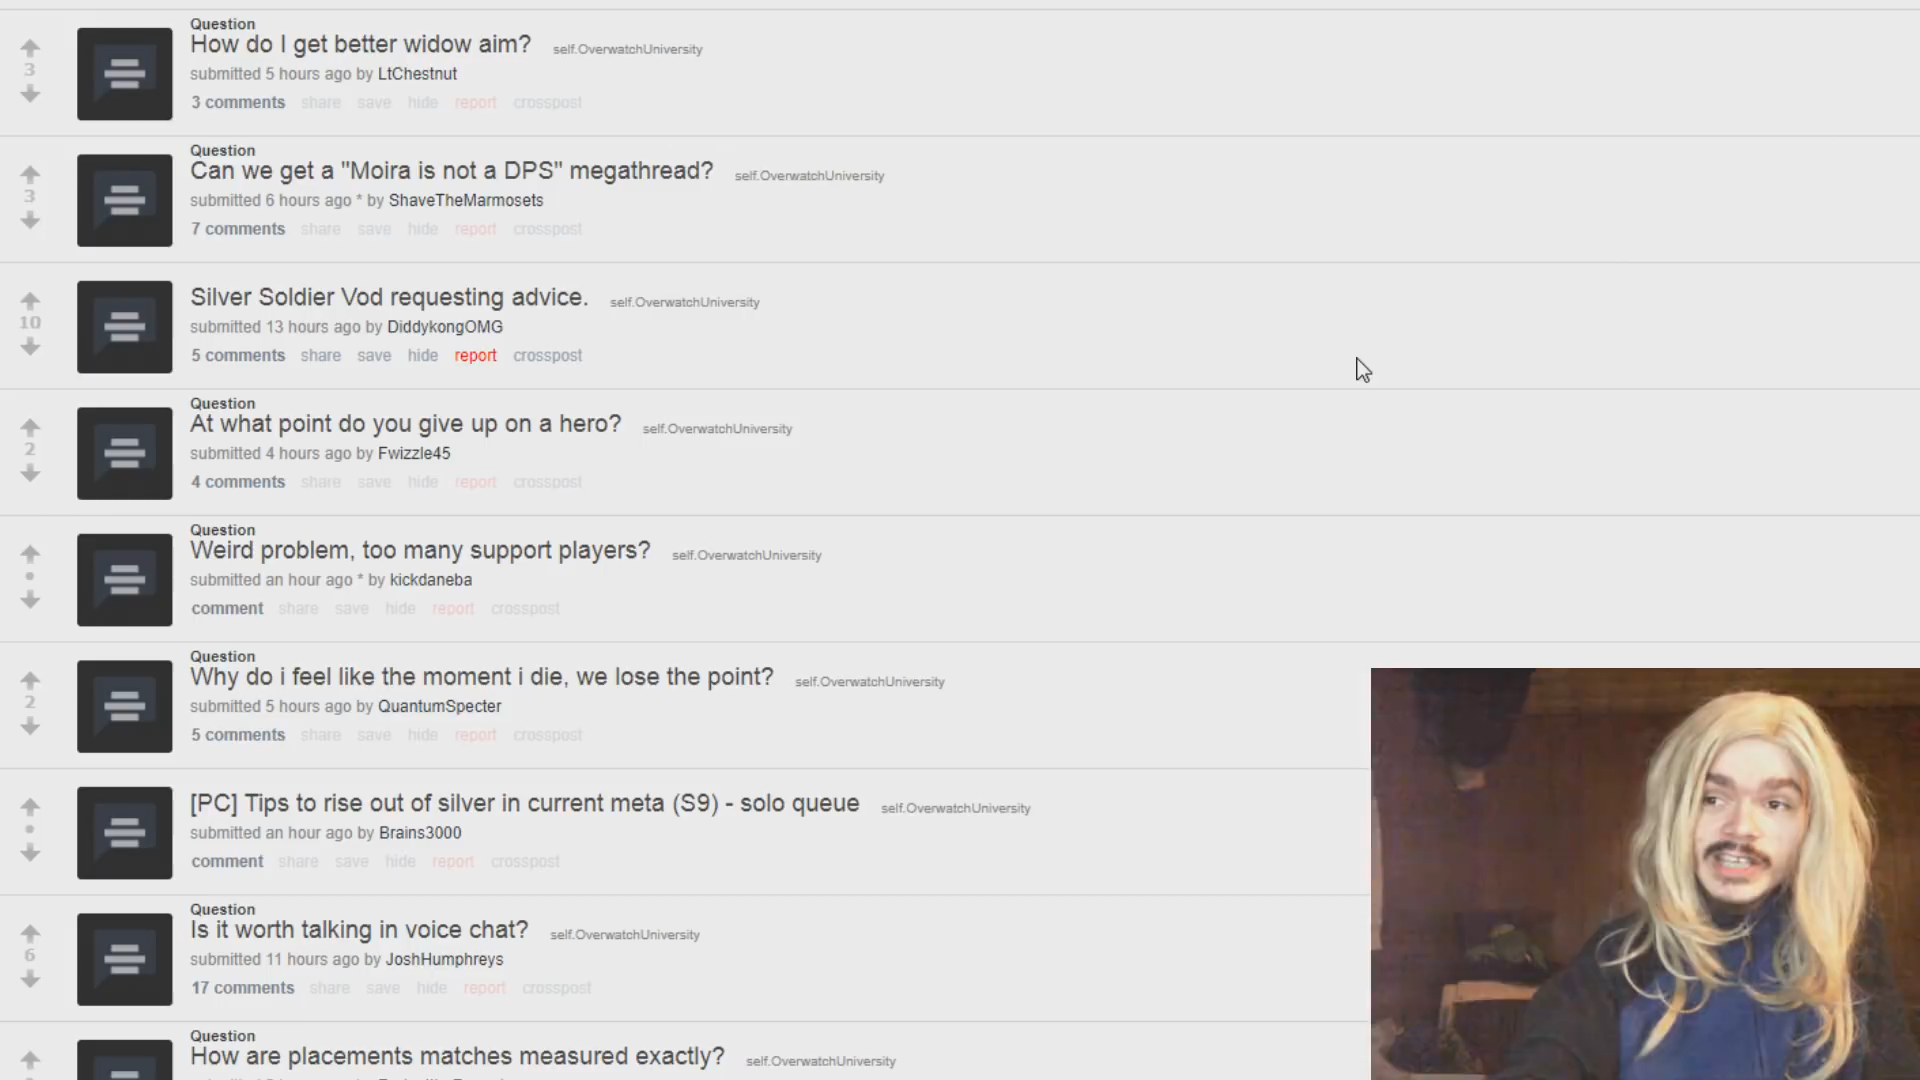 Question
How do I get better widow aim? self.OverwatchUniversity
3
submitted 5 hours ago by LtChestnut
3 comments share save hide report crosspost
Question
Can we get a "Moira is not a DPS" megathread? self.OverwatchUniversity
3
submitted 6 hours ago * by ShaveTheMarmosets
7 comments share save hide report crosspost
Silver Soldier Vod requesting advice. self.OverwatchUniversity
10
submitted 13 hours ago by DiddykongOMG
5 comments share save hide report crosspost
Question
At what point do you give up on a hero? self.OverwatchUniversity
2
submitted 4 hours ago by Fwizzle45
4 comments share save hide report crosspost
Question
Weird problem, too many support players? self.OverwatchUniversity
•
submitted an hour ago * by kickdaneba
comment share save hide report crosspost
Question
Why do i feel like the moment i die, we lose the point? self.OverwatchUniversity
2
submitted 5 hours ago by QuantumSpecter
5 comments share save hide report crosspost
[PC] Tips to rise out of silver in current meta (S9) - solo queue self.OverwatchUniversity
•
submitted an hour ago by Brains3000
comment share save hide report crosspost
Question
Is it worth talking in voice chat? self.OverwatchUniversity
6
submitted 11 hours ago by JoshHumphreys
17 comments share save hide report crosspost
Question
How are placements matches measured exactly? self.OverwatchUniversity